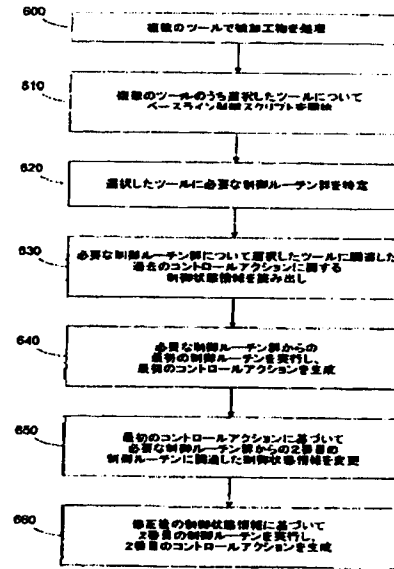 600
複数のツールで被加工物を処理
610
複数のツールのうち選択したツールについて
ベースライン制御スクリプトを開始
620
選択したツールに必要な制御ルーチン群を特定
630
必要な制御ルーチン群について選択したツールに関連した
過去のコントロールアクションに関する
制御状態情報を読み出し
640
必要な制御ルーチン群からの
最初の制御ルーチンを実行し、
最初のコントロールアクションを生成
650
最初のコントロールアクションに基づいて
必要な制御ルーチン群からの2番目の
制御ルーチンに関連した制御状態情報を変更
660
修正後の制御状態情報に基づいて
2番目の制御ルーチンを実行し、
2番目のコントロールアクションを生成